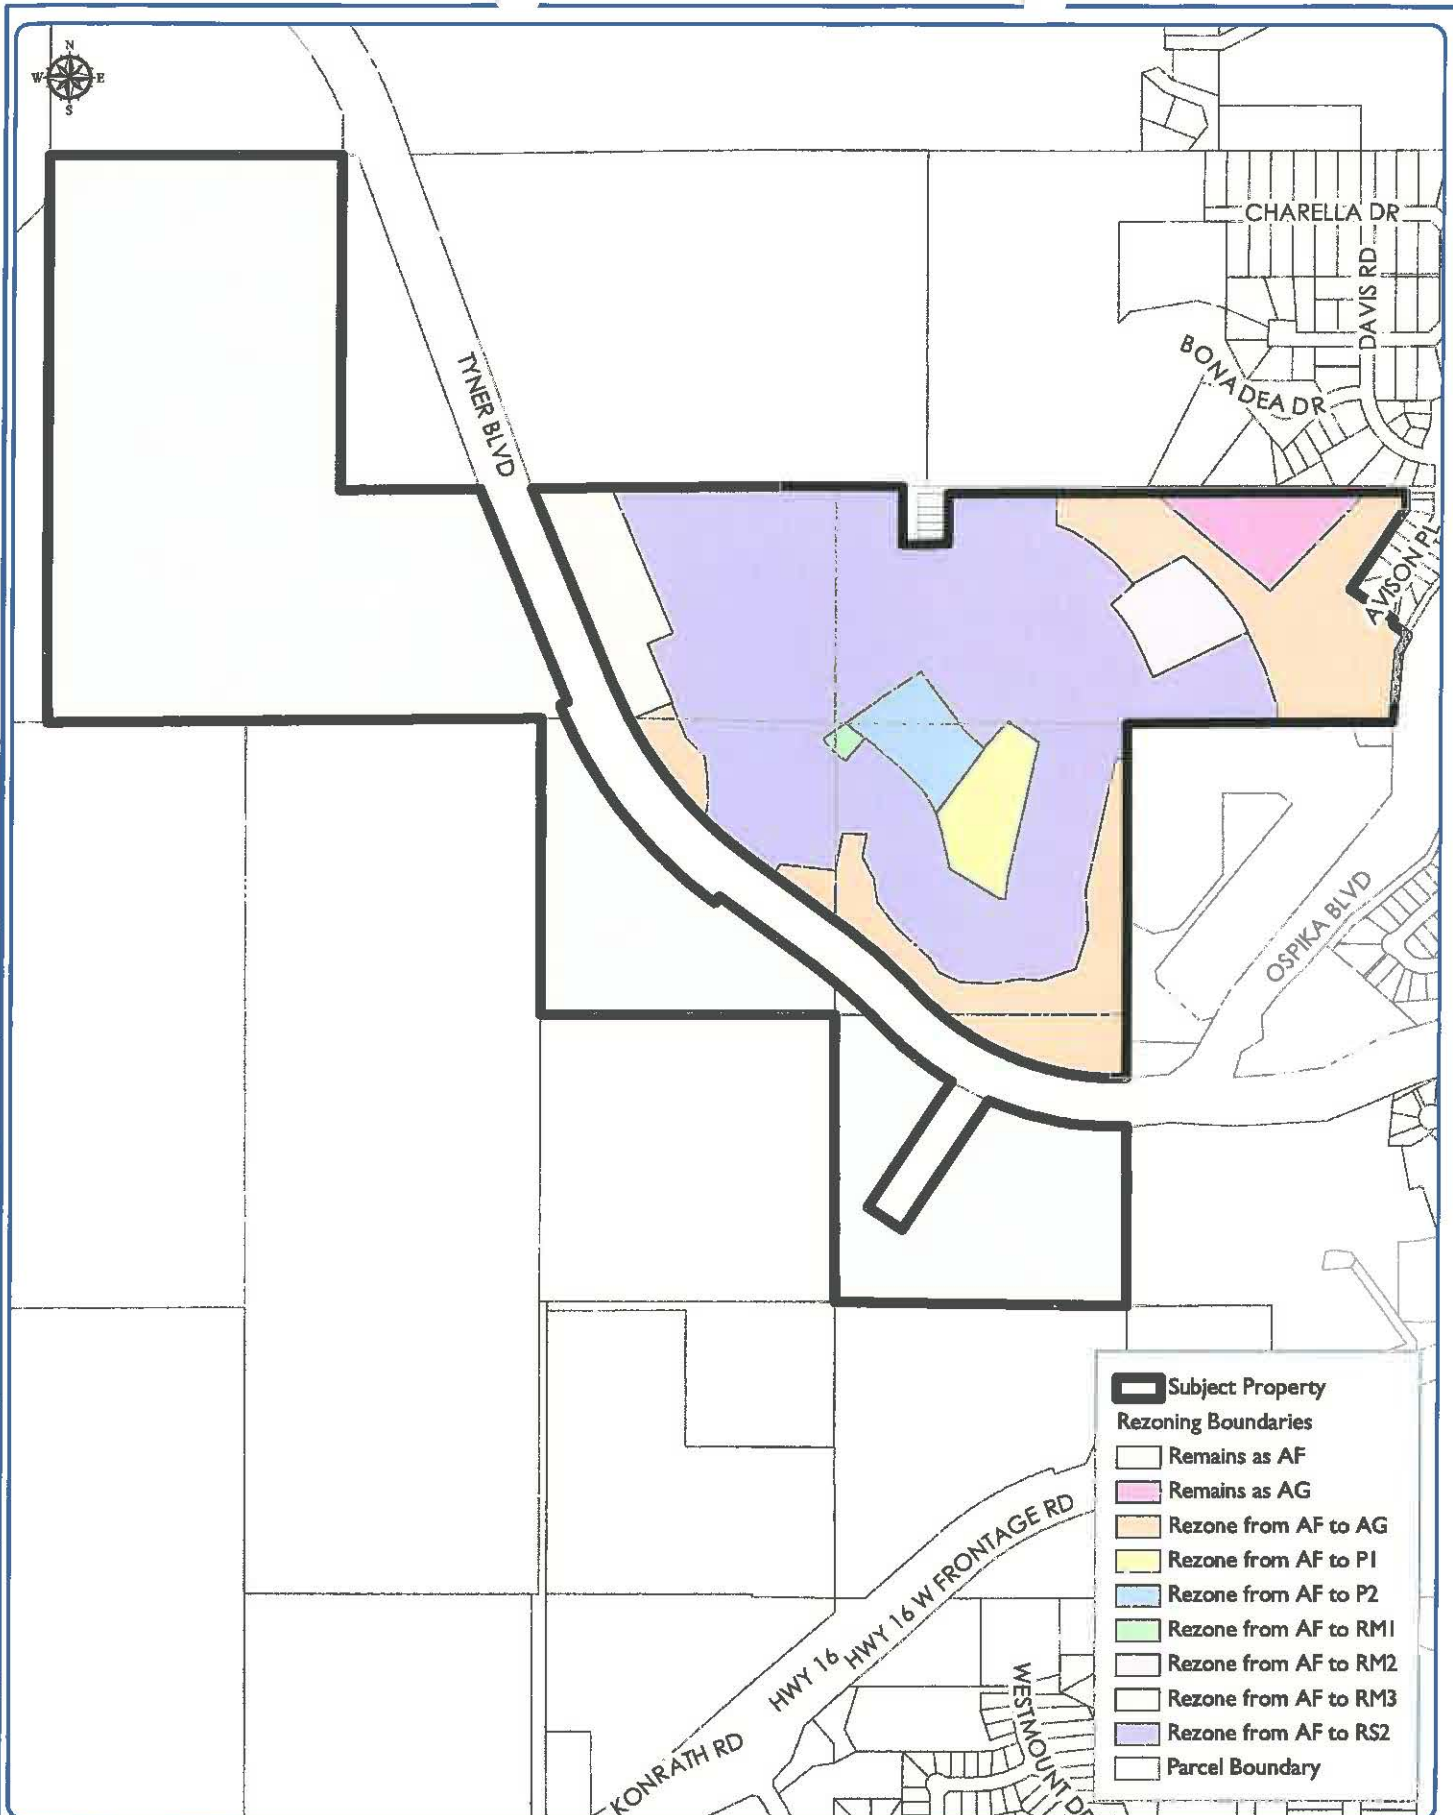 N
W E
S
CHARELLA DR
DAVIS RD
BONADEA DR
TYNER BLVD
AVISON PL
OSPIKA BLVD
Subject Property
Rezoning Boundaries
Remains as AF
Remains as AG
Rezone from AF to AG
Rezone from AF to P1
Rezone from AF to P2
Rezone from AF to RM1
Rezone from AF to RM2
Rezone from AF to RM3
Rezone from AF to RS2
Parcel Boundary
HWY 16 W FRONTAGE RD
HWY 16
KONRATH RD
WESTMOUNT DR